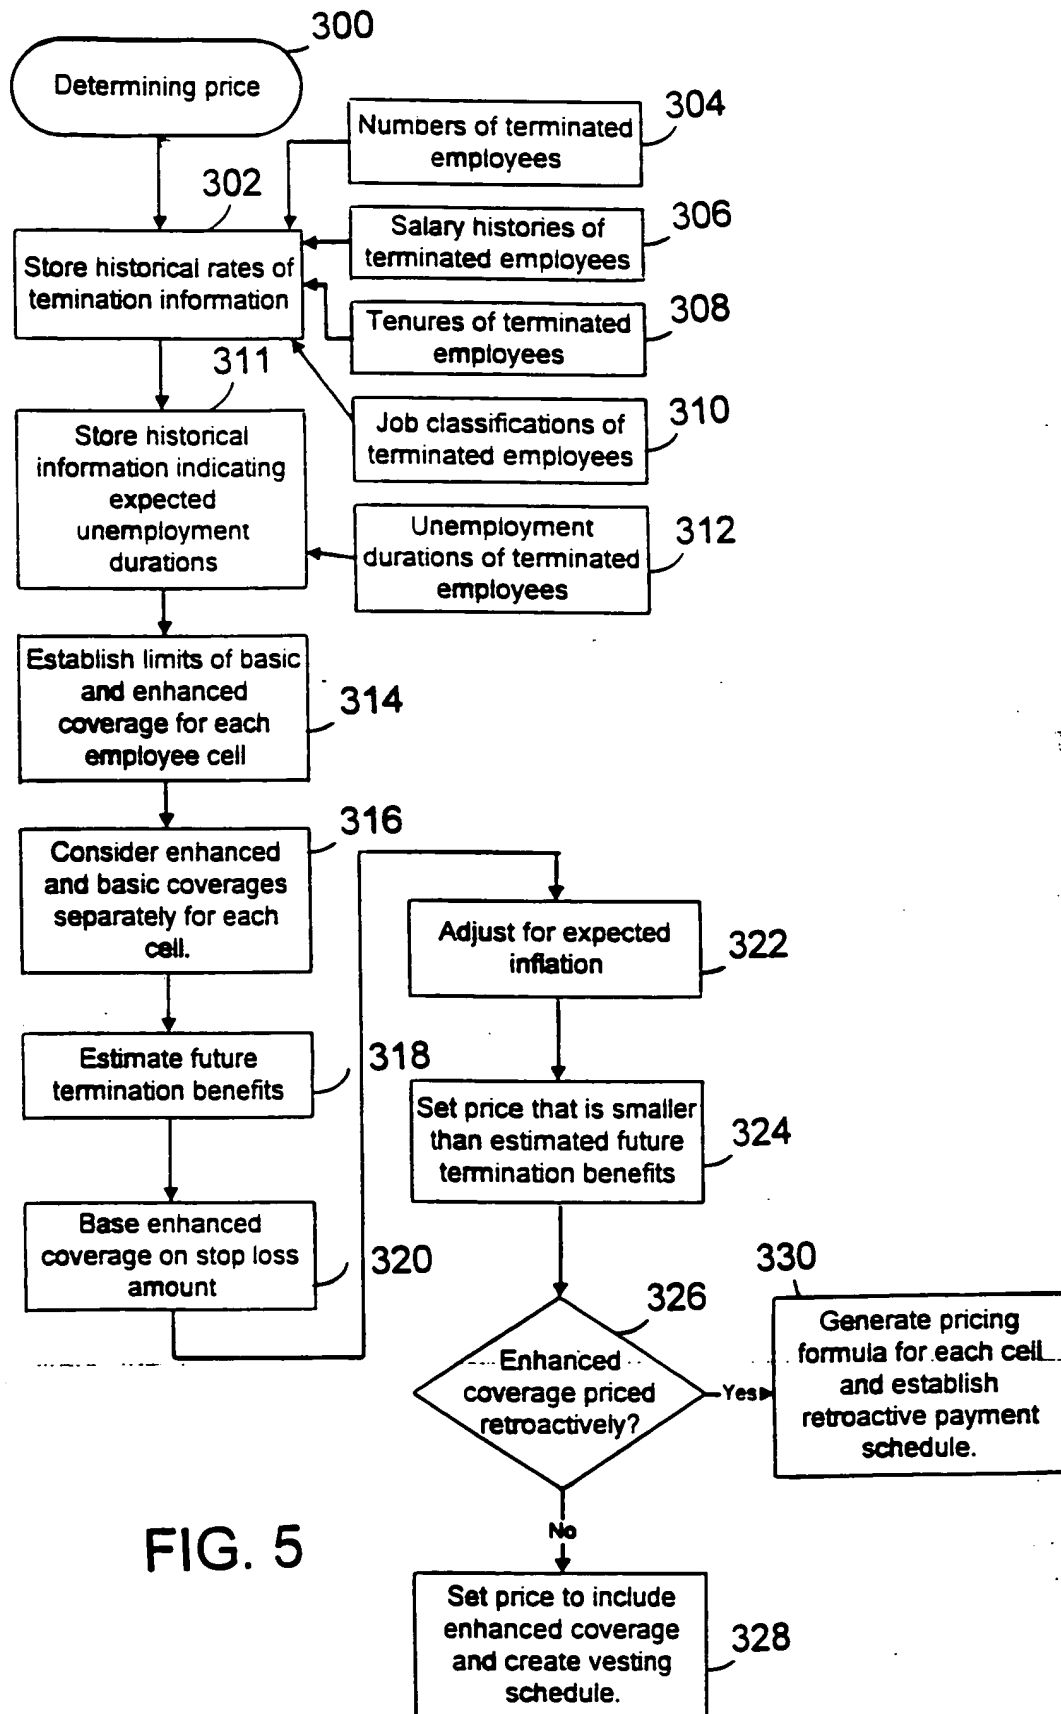 300
Determining price
304
Numbers of terminated
employees
302
Store historical rates of
temination information
306
Salary histories of
terminated employees
308
Tenures of terminated
employees
310
Job classifications of
terminated employees
311
Store historical
information indicating
expected
unemployment
durations
312
Unemployment
durations of terminated
employees
Establish limits of basic
and enhanced
coverage for each
employee cell
314
316
Consider enhanced
and basic coverages
separately for each
cell.
Estimate future
termination benefits
318
Base enhanced
coverage on stop loss
amount
320
Adjust for expected
inflation
322
Set price that is smaller
than estimated future
termination benefits
324
326
Enhanced
coverage priced
retroactively?
Yes
330
Generate pricing
formula for each cell
and establish
retroactive payment
schedule.
No
Set price to include
enhanced coverage
and create vesting
schedule.
328
FIG. 5